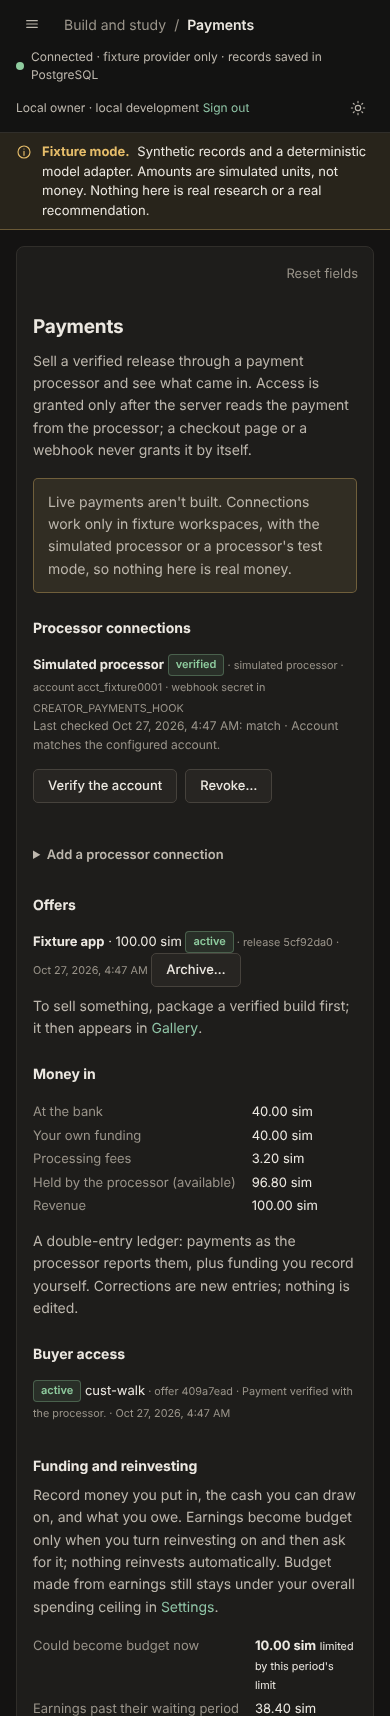 Build and study / Payments
Connected · fixture provider only · records saved in
PostgreSQL
Local owner · local development Sign out
Fixture mode. Synthetic records and a deterministic
model adapter. Amounts are simulated units, not
money. Nothing here is real research or a real
recommendation.
Reset fields
Payments
Sell a verified release through a payment
processor and see what came in. Access is
granted only after the server reads the payment
from the processor; a checkout page or a
webhook never grants it by itself.
Live payments aren't built. Connections
work only in fixture workspaces, with the
simulated processor or a processor's test
mode, so nothing here is real money.
Processor connections
Simulated processor verified · simulated processor ·
account acct_fixture0001 · webhook secret in
CREATOR_PAYMENTS_HOOK
Last checked Oct 27, 2026, 4:47 AM: match · Account
matches the configured account.
Verify the account Revoke...
Add a processor connection
Offers
Fixture app · 100.00 sim active · release 5cf92da0 ·
Oct 27, 2026, 4:47 AM Archive...
To sell something, package a verified build first;
it then appears in Gallery.
Money in
At the bank 40.00 sim
Your own funding 40.00 sim
Processing fees 3.20 sim
Held by the processor (available) 96.80 sim
Revenue 100.00 sim
A double-entry ledger: payments as the
processor reports them, plus funding you record
yourself. Corrections are new entries; nothing is
edited.
Buyer access
active cust-walk · offer 409a7ead · Payment verified with
the processor. · Oct 27, 2026, 4:47 AM
Funding and reinvesting
Record money you put in, the cash you can draw
on, and what you owe. Earnings become budget
only when you turn reinvesting on and then ask
for it; nothing reinvests automatically. Budget
made from earnings still stays under your overall
spending ceiling in Settings.
Could become budget now 10.00 sim limited
by this period's
limit
Earnings past their waiting period 38.40 sim